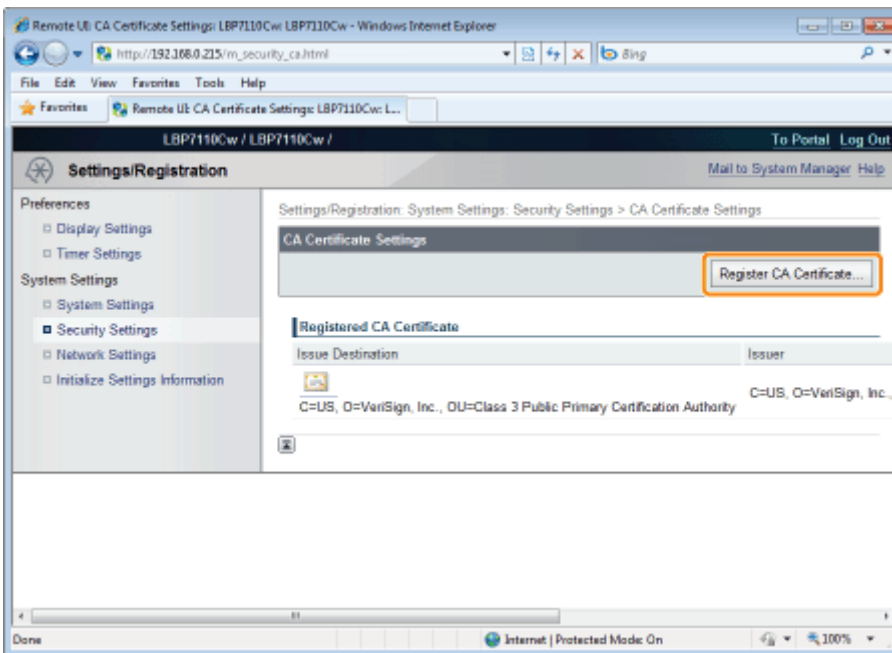 Remote UI: CA Certificate Settings: LBP7110Cw: LBP7110Cw - Windows Internet Explorer
http://192.168.0.215/m_security_ca.html
Bing
File Edit View Favorites Tools Help
Favorites
Remote UI: CA Certificate Settings: LBP7110Cw: L...
LBP7110Cw / LBP7110Cw /
To Portal Log Out
Settings/Registration
Mail to System Manager Help
Preferences
Display Settings
Timer Settings
System Settings
System Settings
Security Settings
Network Settings
Initialize Settings Information
Settings/Registration: System Settings: Security Settings > CA Certificate Settings
CA Certificate Settings
Register CA Certificate...
Registered CA Certificate
Issue Destination
Issuer
C=US, O=VeriSign, Inc., OU=Class 3 Public Primary Certification Authority
C=US, O=VeriSign, Inc.,
Done
Internet | Protected Mode: On
100%